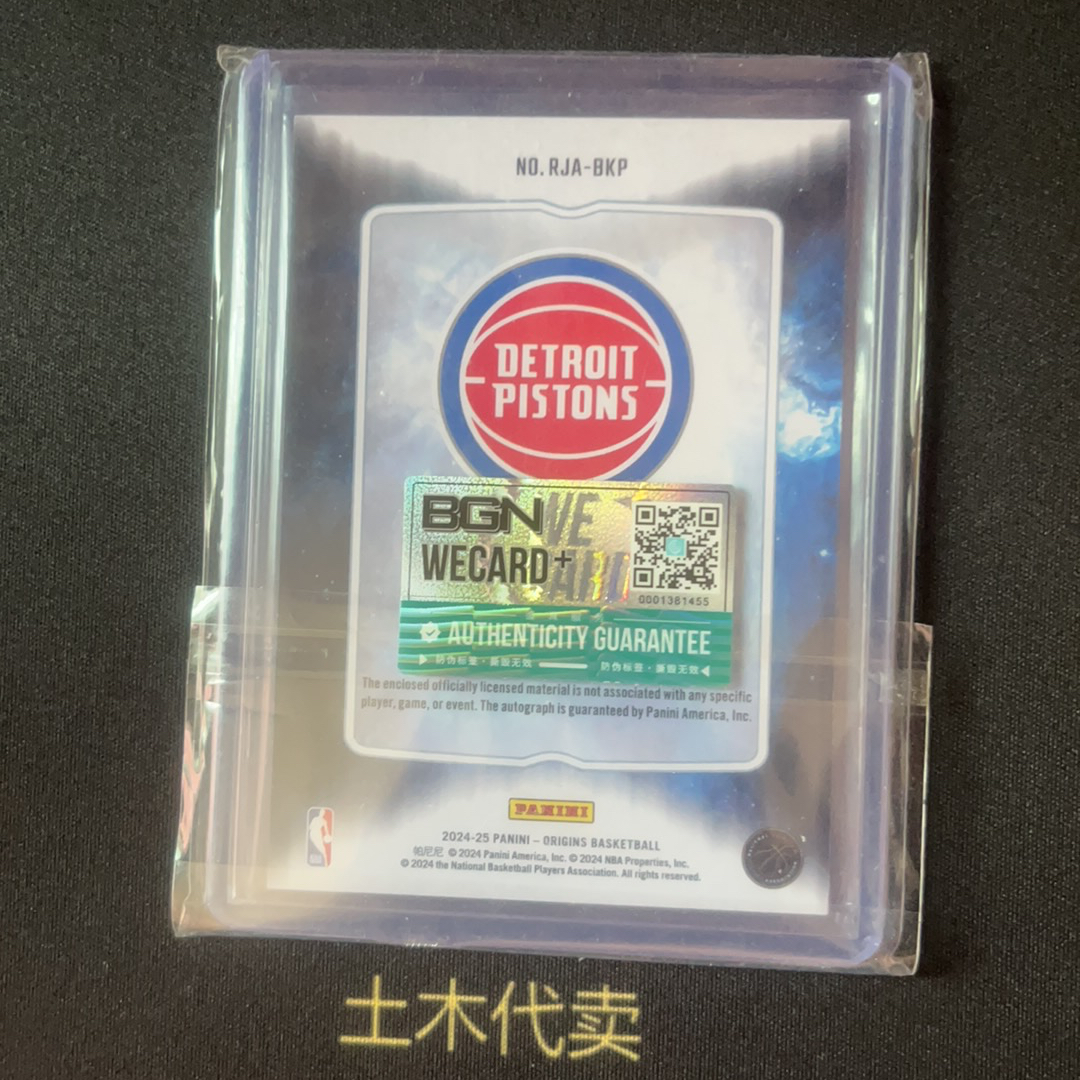 NO. RJA-BKP
DETROIT
PISTONS
BGN
WECARD+
0001381455
AUTHENTICITY GUARANTEE
防伪标签·撕毁无效 防伪标签·撕毁无效
The enclosed officially licensed material is not associated with any specific
player, game, or event. The autograph is guaranteed by Panini America, Inc.
PANINI
2024-25 PANINI – ORIGINS BASKETBALL
帕尼尼 © 2024 Panini America, Inc. © 2024 NBA Properties, Inc.
© 2024 the National Basketball Players Association. All rights reserved.
土木代卖